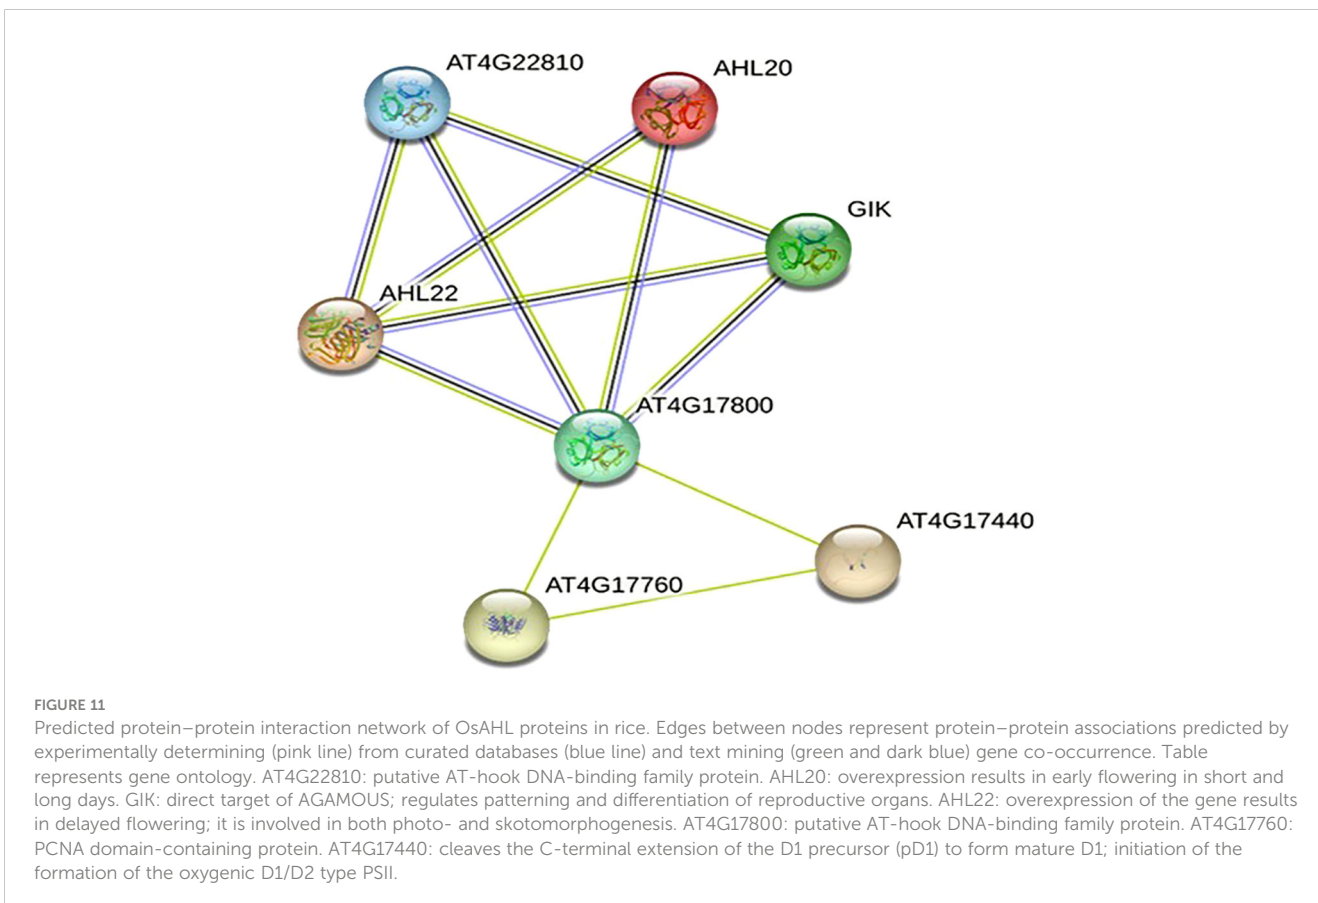 AT4G22810
AHL20
GIK
AHL22
AT4G17800
AT4G17440
AT4G17760
FIGURE 11
Predicted protein–protein interaction network of OsAHL proteins in rice. Edges between nodes represent protein–protein associations predicted by
experimentally determining (pink line) from curated databases (blue line) and text mining (green and dark blue) gene co-occurrence. Table
represents gene ontology. AT4G22810: putative AT-hook DNA-binding family protein. AHL20: overexpression results in early flowering in short and
long days. GIK: direct target of AGAMOUS; regulates patterning and differentiation of reproductive organs. AHL22: overexpression of the gene results
in delayed flowering; it is involved in both photo- and skotomorphogenesis. AT4G17800: putative AT-hook DNA-binding family protein. AT4G17760:
PCNA domain-containing protein. AT4G17440: cleaves the C-terminal extension of the D1 precursor (pD1) to form mature D1; initiation of the
formation of the oxygenic D1/D2 type PSII.